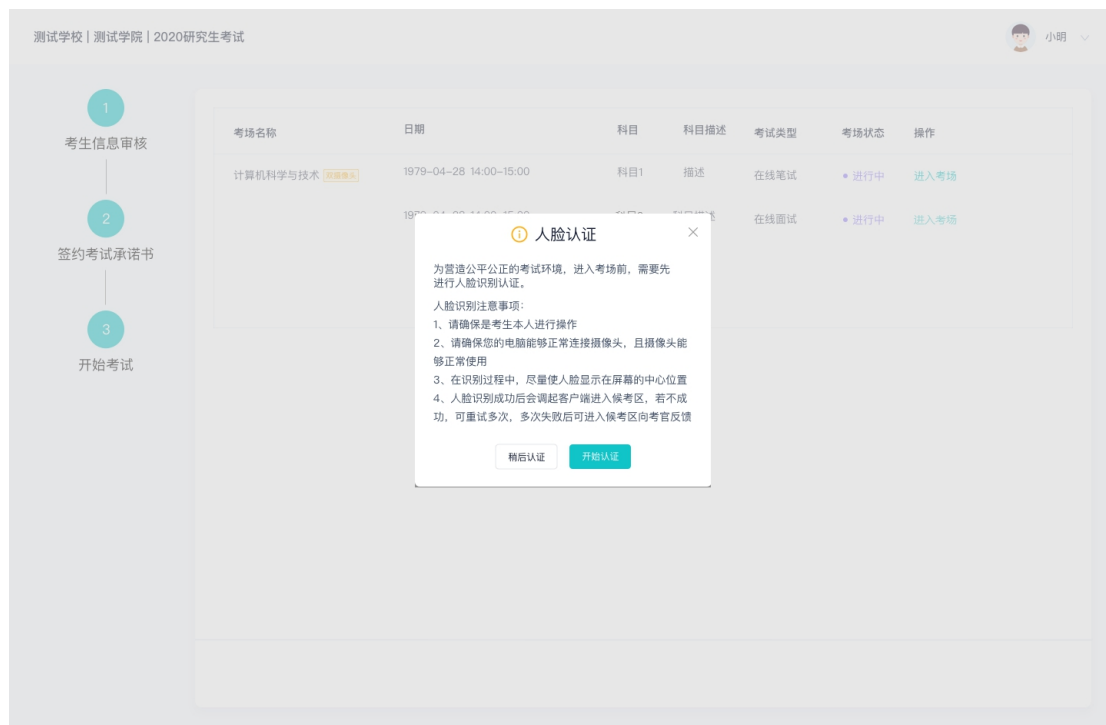 测试学校 | 测试学院 | 2020研究生考试
小明
1
考生信息审核
2
签约考试承诺书
3
开始考试
考场名称 日期 科目 科目描述 考试类型 考场状态 操作
计算机科学与技术 双摄像头 1979-04-28 14:00-15:00 科目1 描述 在线笔试 进行中 进入考场
在线面试 进行中 进入考场
人脸认证
为营造公平公正的考试环境，进入考场前，需要先
进行人脸识别认证。
人脸识别注意事项：
1、请确保是考生本人进行操作
2、请确保您的电脑能够正常连接摄像头，且摄像头能
够正常使用
3、在识别过程中，尽量使人脸显示在屏幕的中心位置
4、人脸识别成功后会调起客户端进入候考区，若不成
功，可重试多次，多次失败后可进入候考区向考官反馈
稍后认证 开始认证